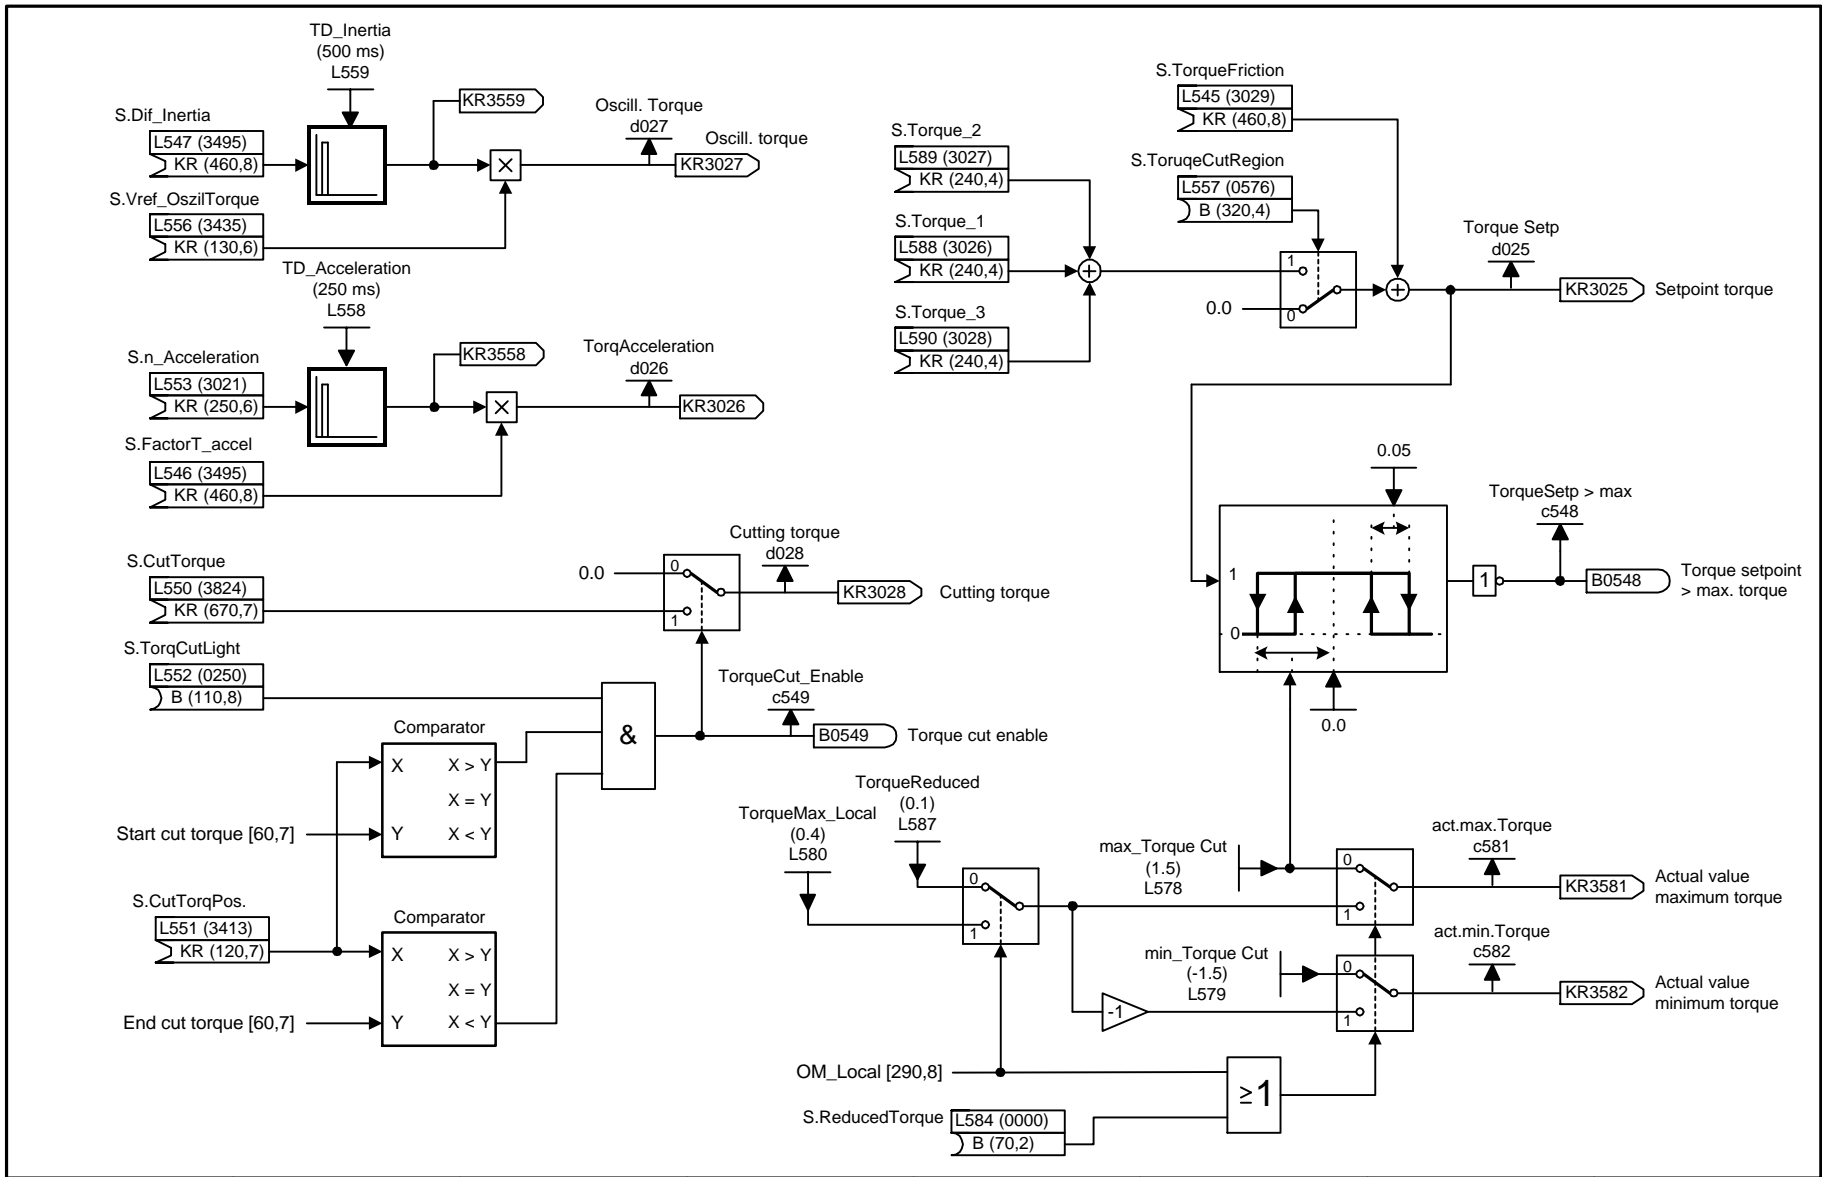 TD_Inertia
(500 ms)
L559
KR3559
S.Dif_Inertia
L547 (3495)
KR (460,8)
Oscill. Torque
d027
Oscill. torque
KR3027
S.Vref_OszilTorque
L556 (3435)
KR (130,6)
TD_Acceleration
(250 ms)
L558
KR3558
S.n_Acceleration
L553 (3021)
KR (250,6)
TorqAcceleration
d026
KR3026
S.FactorT_accel
L546 (3495)
KR (460,8)
S.CutTorque
L550 (3824)
KR (670,7)
0.0
0
1
Cutting torque
d028
KR3028
Cutting torque
S.TorqCutLight
L552 (0250)
B (110,8)
&
TorqueCut_Enable
c549
B0549
Torque cut enable
Comparator
X
X > Y
X = Y
Y
X < Y
Start cut torque [60,7]
S.CutTorqPos.
L551 (3413)
KR (120,7)
Comparator
X
X > Y
X = Y
Y
X < Y
End cut torque [60,7]
S.Torque_2
L589 (3027)
KR (240,4)
S.Torque_1
L588 (3026)
KR (240,4)
S.Torque_3
L590 (3028)
KR (240,4)
S.TorqueFriction
L545 (3029)
KR (460,8)
S.ToruqeCutRegion
L557 (0576)
B (320,4)
1
0.0
0
Torque Setp
d025
KR3025
Setpoint torque
0.05
1
0
0.0
1
TorqueSetp > max
c548
B0548
Torque setpoint
> max. torque
TorqueReduced
(0.1)
L587
TorqueMax_Local
(0.4)
L580
0
1
max_Torque Cut
(1.5)
L578
0
1
act.max.Torque
c581
KR3581
Actual value
maximum torque
min_Torque Cut
(-1.5)
L579
-1
0
1
act.min.Torque
c582
KR3582
Actual value
minimum torque
OM_Local [290,8]
≥1
S.ReducedTorque
L584 (0000)
B (70,2)